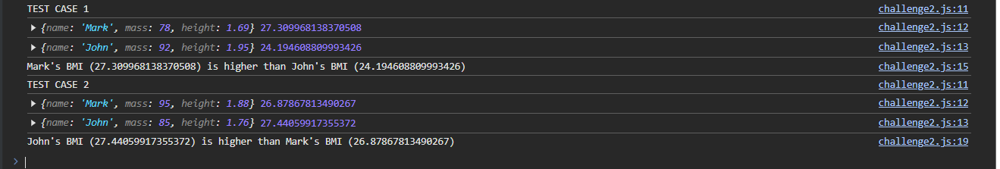 TEST CASE 1 challenge2.js:11
▶ {name: 'Mark', mass: 78, height: 1.69} 27.309968138370508 challenge2.js:12
▶ {name: 'John', mass: 92, height: 1.95} 24.194608809993426 challenge2.js:13
Mark's BMI (27.309968138370508) is higher than John's BMI (24.194608809993426) challenge2.js:15
TEST CASE 2 challenge2.js:11
▶ {name: 'Mark', mass: 95, height: 1.88} 26.87867813490267 challenge2.js:12
▶ {name: 'John', mass: 85, height: 1.76} 27.44059917355372 challenge2.js:13
John's BMI (27.44059917355372) is higher than Mark's BMI (26.87867813490267) challenge2.js:19
>